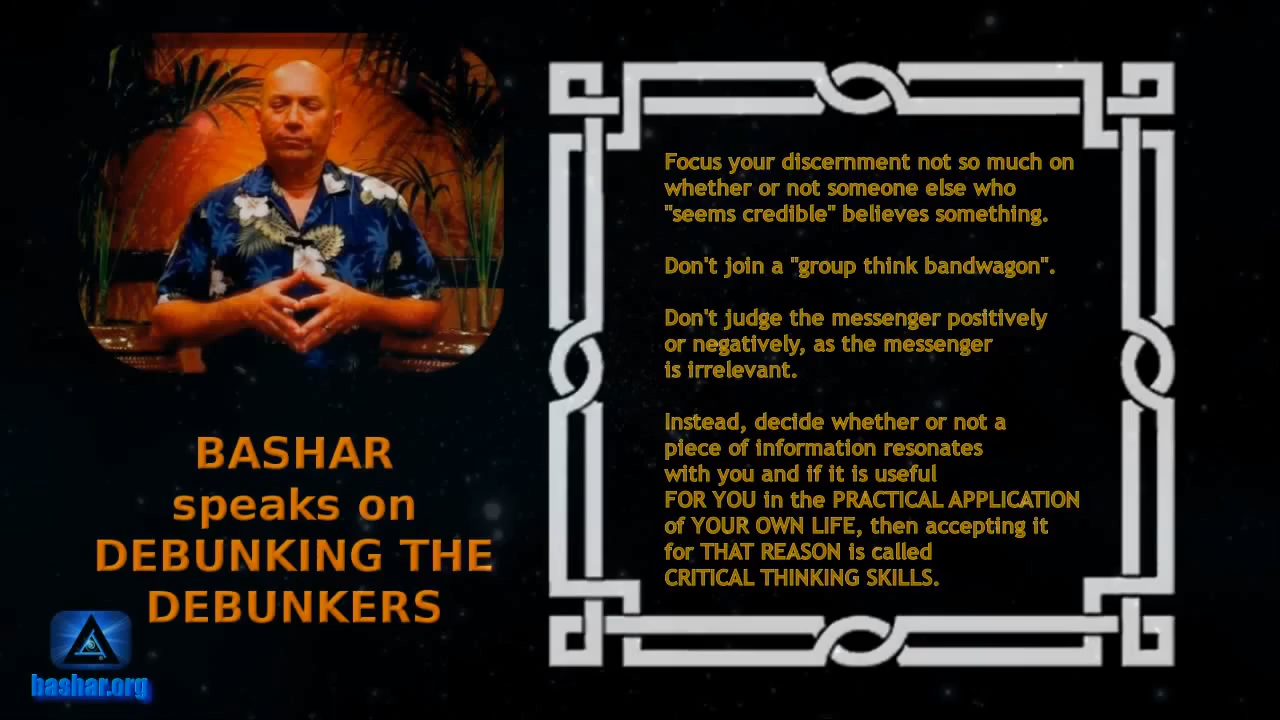 BASHAR
speaks on
DEBUNKING THE
DEBUNKERS
bashar.org
Focus your discernment not so much on
whether or not someone else who
"seems credible" believes something.
Don't join a "group think bandwagon".
Don't judge the messenger positively
or negatively, as the messenger
is irrelevant.
Instead, decide whether or not a
piece of information resonates
with you and if it is useful
FOR YOU in the PRACTICAL APPLICATION
of YOUR OWN LIFE, then accepting it
for THAT REASON is called
CRITICAL THINKING SKILLS.